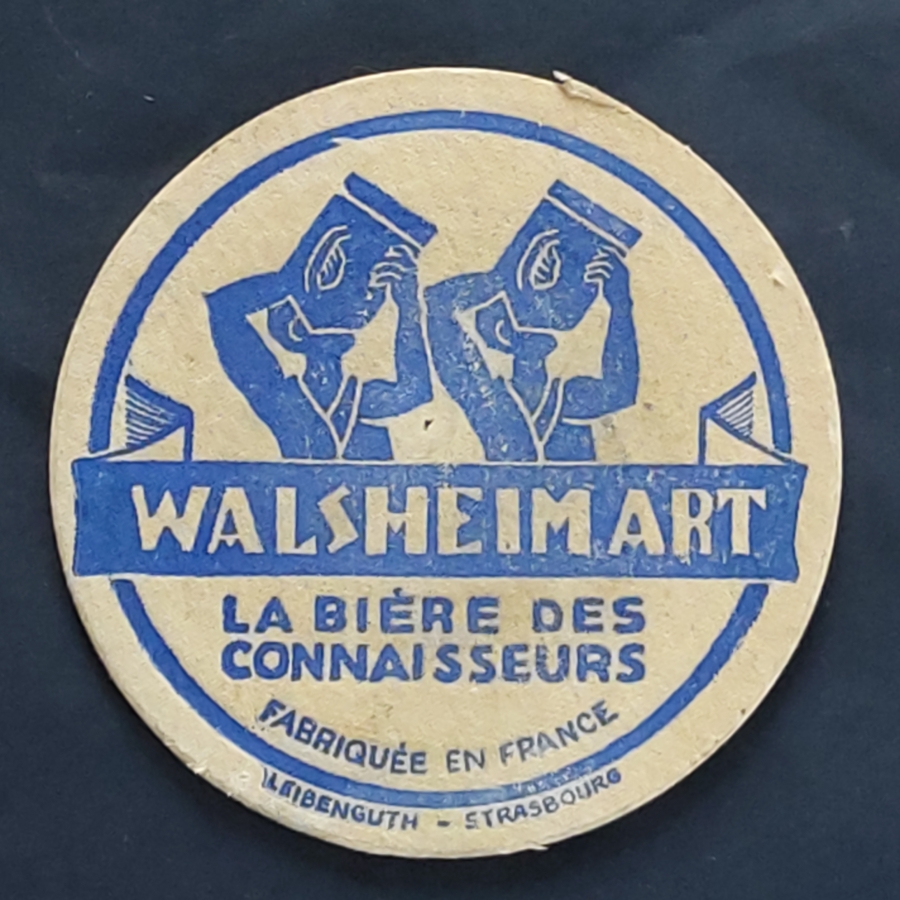 WALSHEIM ART
LA BIÈRE DES
CONNAISSEURS
FABRIQUÉE EN FRANCE
LEIBENGUTH - STRASBOURG